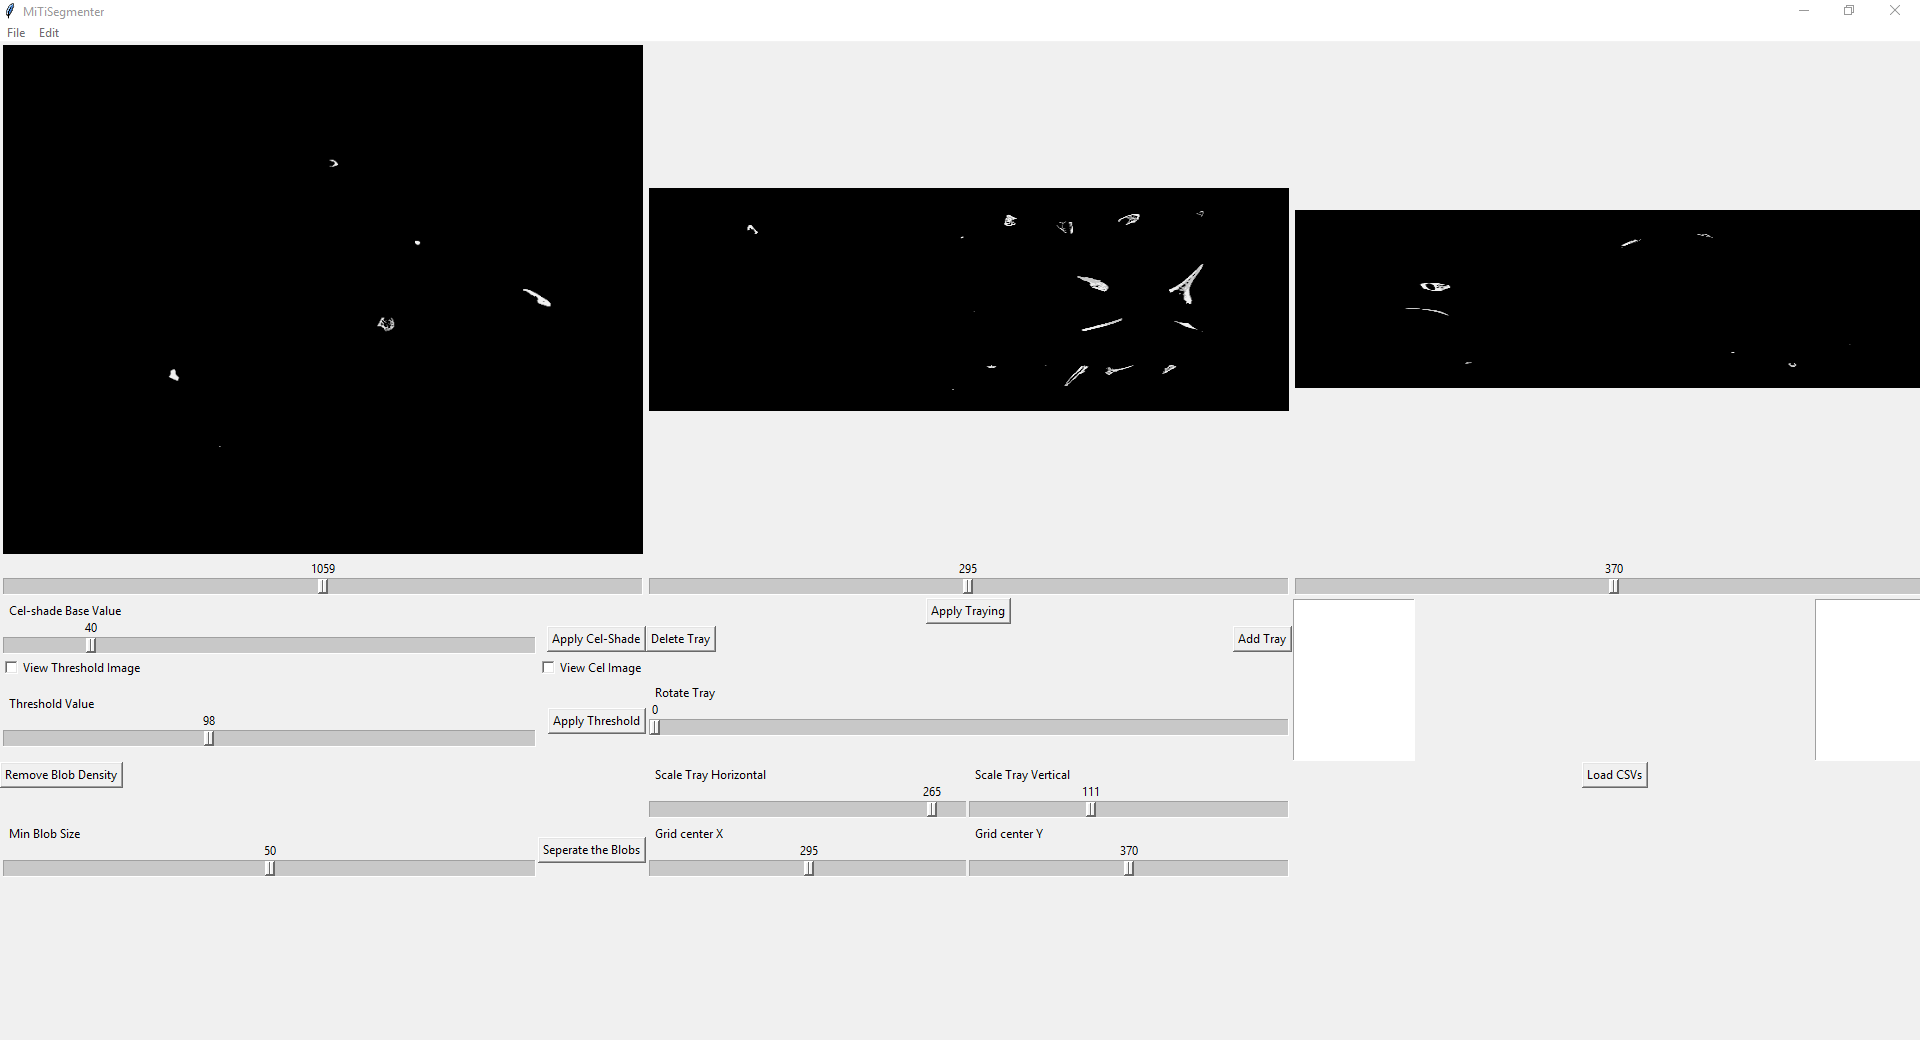 MiTiSegmenter
File Edit
1059
295
370
Cel-shade Base Value
Apply Traying
40
Apply Cel-Shade
Delete Tray
Add Tray
View Threshold Image
View Cel Image
Rotate Tray
Threshold Value
0
98
Apply Threshold
Remove Blob Density
Scale Tray Horizontal
Scale Tray Vertical
Load CSVs
265
111
Min Blob Size
Grid center X
Grid center Y
50
Seperate the Blobs
295
370